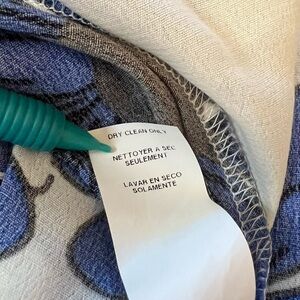 DRY CLEAN ONLY
NETTOYER A SEC
SEULEMENT
LAVAR EN SECO
SOLAMENTE